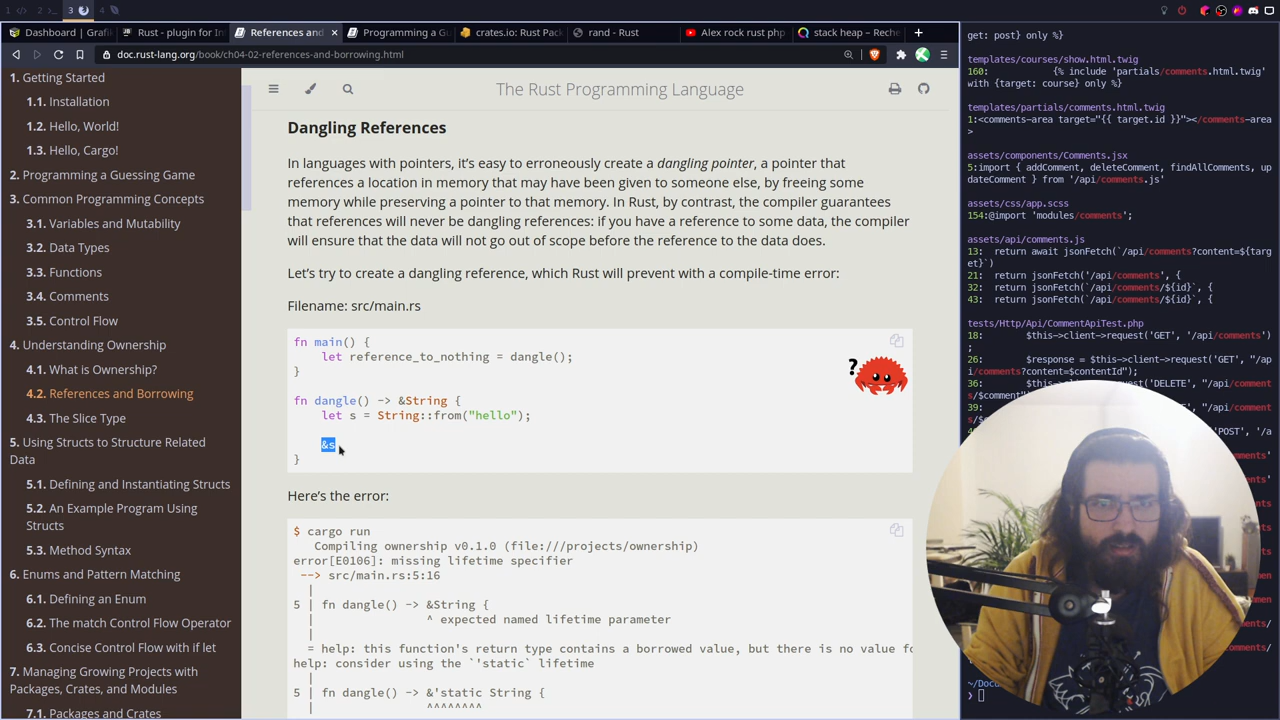 1
2
3
4
Dashboard | Grafi
Rust - plugin for In
References and
Programming a Gu
crates.io: Rust Pack
rand - Rust
Alex rock rust php
stack heap – Reche
doc.rust-lang.org/book/ch04-02-references-and-borrowing.html
1. Getting Started
1.1. Installation
1.2. Hello, World!
1.3. Hello, Cargo!
2. Programming a Guessing Game
3. Common Programming Concepts
3.1. Variables and Mutability
3.2. Data Types
3.3. Functions
3.4. Comments
3.5. Control Flow
4. Understanding Ownership
4.1. What is Ownership?
4.2. References and Borrowing
4.3. The Slice Type
5. Using Structs to Structure Related
Data
5.1. Defining and Instantiating Structs
5.2. An Example Program Using
Structs
5.3. Method Syntax
6. Enums and Pattern Matching
6.1. Defining an Enum
6.2. The match Control Flow Operator
6.3. Concise Control Flow with if let
7. Managing Growing Projects with
Packages, Crates, and Modules
7.1. Packages and Crates
The Rust Programming Language
Dangling References
In languages with pointers, it’s easy to erroneously create a dangling pointer, a pointer that
references a location in memory that may have been given to someone else, by freeing some
memory while preserving a pointer to that memory. In Rust, by contrast, the compiler guarantees
that references will never be dangling references: if you have a reference to some data, the compiler
will ensure that the data will not go out of scope before the reference to the data does.
Let’s try to create a dangling reference, which Rust will prevent with a compile-time error:
Filename: src/main.rs
fn main() {
let reference_to_nothing = dangle();
}
?
fn dangle() -> &String {
let s = String::from("hello");
&s
}
Here’s the error:
$ cargo run
Compiling ownership v0.1.0 (file:///projects/ownership)
error[E0106]: missing lifetime specifier
--> src/main.rs:5:16
|
5 | fn dangle() -> &String {
| ^ expected named lifetime parameter
|
= help: this function's return type contains a borrowed value, but there is no value fo
help: consider using the `'static` lifetime
|
5 | fn dangle() -> &'static String {
| ^^^^^^^^
get: post} only %}
templates/courses/show.html.twig
160: {% include 'partials/comments.html.twig'
with {target: course} only %}
templates/partials/comments.html.twig
1:<comments-area target="{{ target.id }}"></comments-area
>
assets/components/Comments.jsx
5:import { addComment, deleteComment, findAllComments, up
dateComment } from '/api/comments.js'
assets/css/app.scss
154:@import 'modules/comments';
assets/api/comments.js
13: return await jsonFetch(`/api/comments?content=${targ
et}`)
21: return jsonFetch('/api/comments', {
32: return jsonFetch(`/api/comments/${id}`, {
43: return jsonFetch(`/api/comments/${id}`, {
tests/Http/Api/CommentApiTest.php
18: $this->client->request('GET', '/api/comments')
;
26: $response = $this->client->request('GET', "/ap
i/comments?content=$contentId");
36: $this->client->request('DELETE', "/api/comment
s/$comment
39:
'POST', '/a
~/Docu
❯